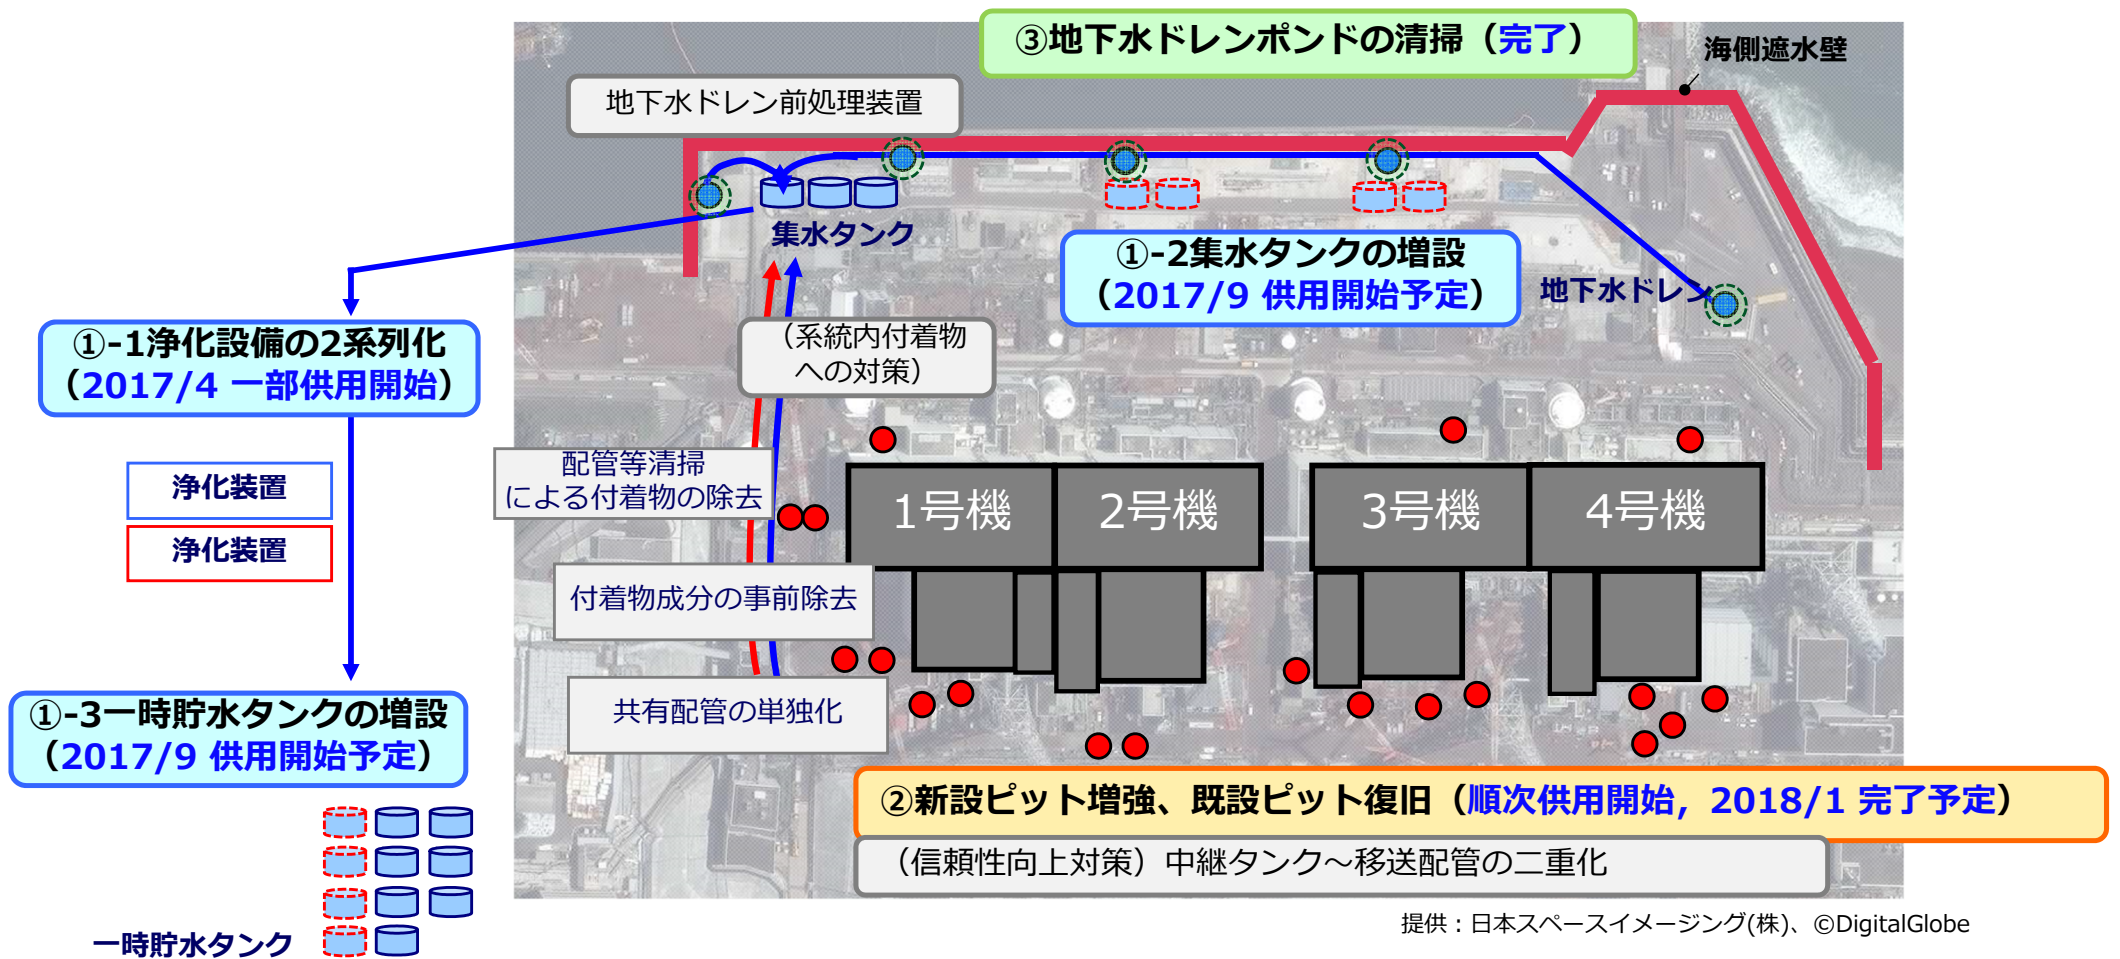 ③地下水ドレンポンドの清掃（完了）
海側遮水壁
地下水ドレン前処理装置
集水タンク
①-2集水タンクの増設
（2017/9 供用開始予定）
地下水ドレン
①-1浄化設備の2系列化
（2017/4 一部供用開始）
（系統内付着物
への対策）
浄化装置
浄化装置
配管等清掃
による付着物の除去
1号機
2号機
3号機
4号機
付着物成分の事前除去
共有配管の単独化
①-3一時貯水タンクの増設
（2017/9 供用開始予定）
②新設ピット増強、既設ピット復旧（順次供用開始，2018/1 完了予定）
（信頼性向上対策）中継タンク～移送配管の二重化
一時貯水タンク
提供：日本スペースイメージング(株)、©DigitalGlobe